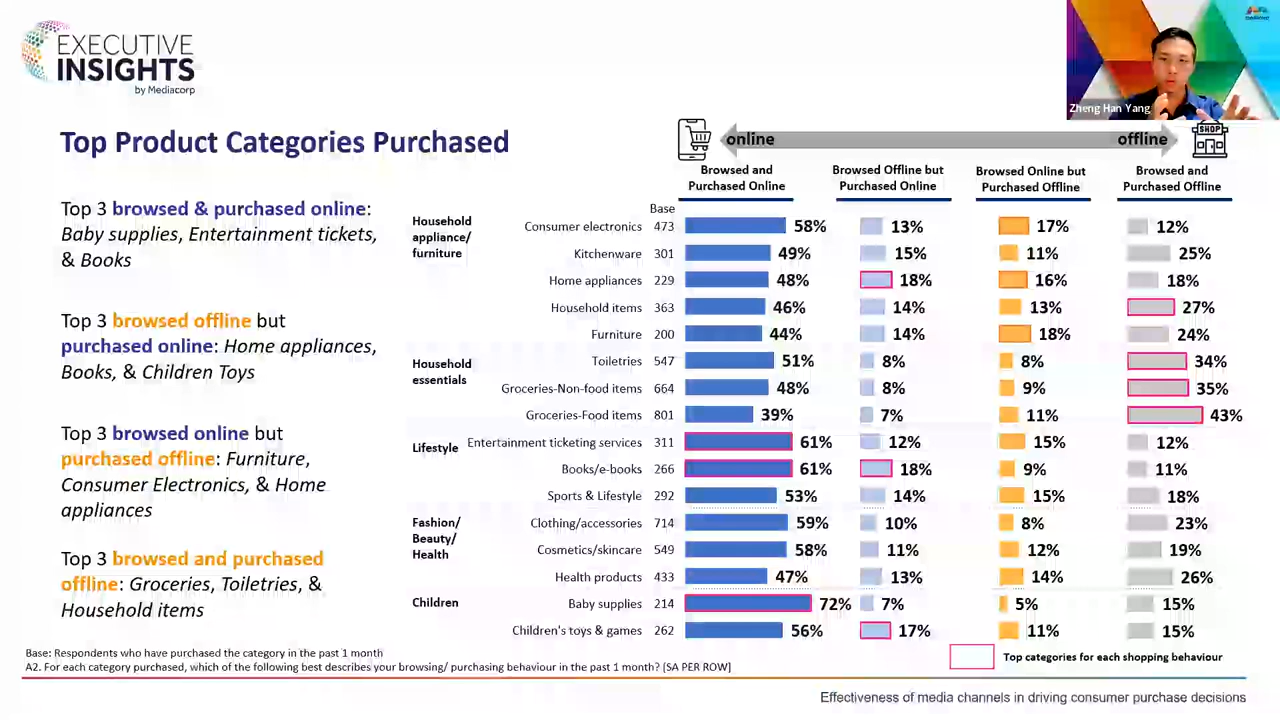 EXECUTIVE
INSIGHTS
by Mediacorp
Zheng Han Yang
Top Product Categories Purchased
online
offline
SHOP
Browsed and
Purchased Online
Browsed Offline but
Purchased Online
Browsed Online but
Purchased Offline
Browsed and
Purchased Offline
Top 3 browsed & purchased online:
Baby supplies, Entertainment tickets,
& Books
Top 3 browsed offline but
purchased online: Home appliances,
Books, & Children Toys
Top 3 browsed online but
purchased offline: Furniture,
Consumer Electronics, & Home
appliances
Top 3 browsed and purchased
offline: Groceries, Toiletries, &
Household items
Base
Household
appliance/
furniture
Consumer electronics 473 58% 13% 17% 12%
Kitchenware 301 49% 15% 11% 25%
Home appliances 229 48% 18% 16% 18%
Household items 363 46% 14% 13% 27%
Furniture 200 44% 14% 18% 24%
Household
essentials
Toiletries 547 51% 8% 8% 34%
Groceries-Non-food items 664 48% 8% 9% 35%
Groceries-Food items 801 39% 7% 11% 43%
Lifestyle
Entertainment ticketing services 311 61% 12% 15% 12%
Books/e-books 266 61% 18% 9% 11%
Sports & Lifestyle 292 53% 14% 15% 18%
Fashion/
Beauty/
Health
Clothing/accessories 714 59% 10% 8% 23%
Cosmetics/skincare 549 58% 11% 12% 19%
Health products 433 47% 13% 14% 26%
Children
Baby supplies 214 72% 7% 5% 15%
Children's toys & games 262 56% 17% 11% 15%
Base: Respondents who have purchased the category in the past 1 month
A2. For each category purchased, which of the following best describes your browsing/ purchasing behaviour in the past 1 month? [SA PER ROW]
Top categories for each shopping behaviour
Effectiveness of media channels in driving consumer purchase decisions